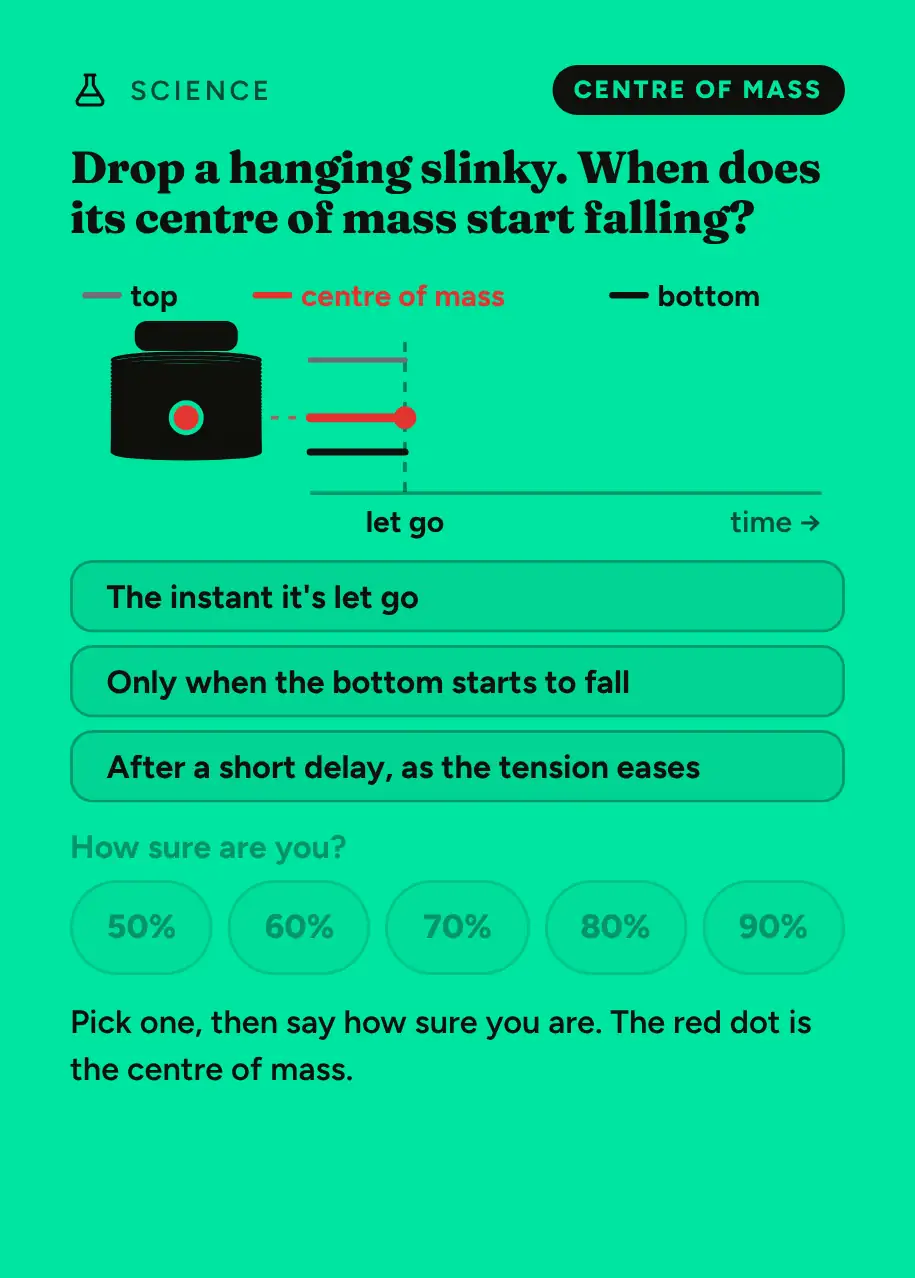 SCIENCE
CENTRE OF MASS
Drop a hanging slinky. When does
its centre of mass start falling?
top
centre of mass
bottom
let go
time →
The instant it's let go
Only when the bottom starts to fall
After a short delay, as the tension eases
How sure are you?
50%
60%
70%
80%
90%
Pick one, then say how sure you are. The red dot is
the centre of mass.